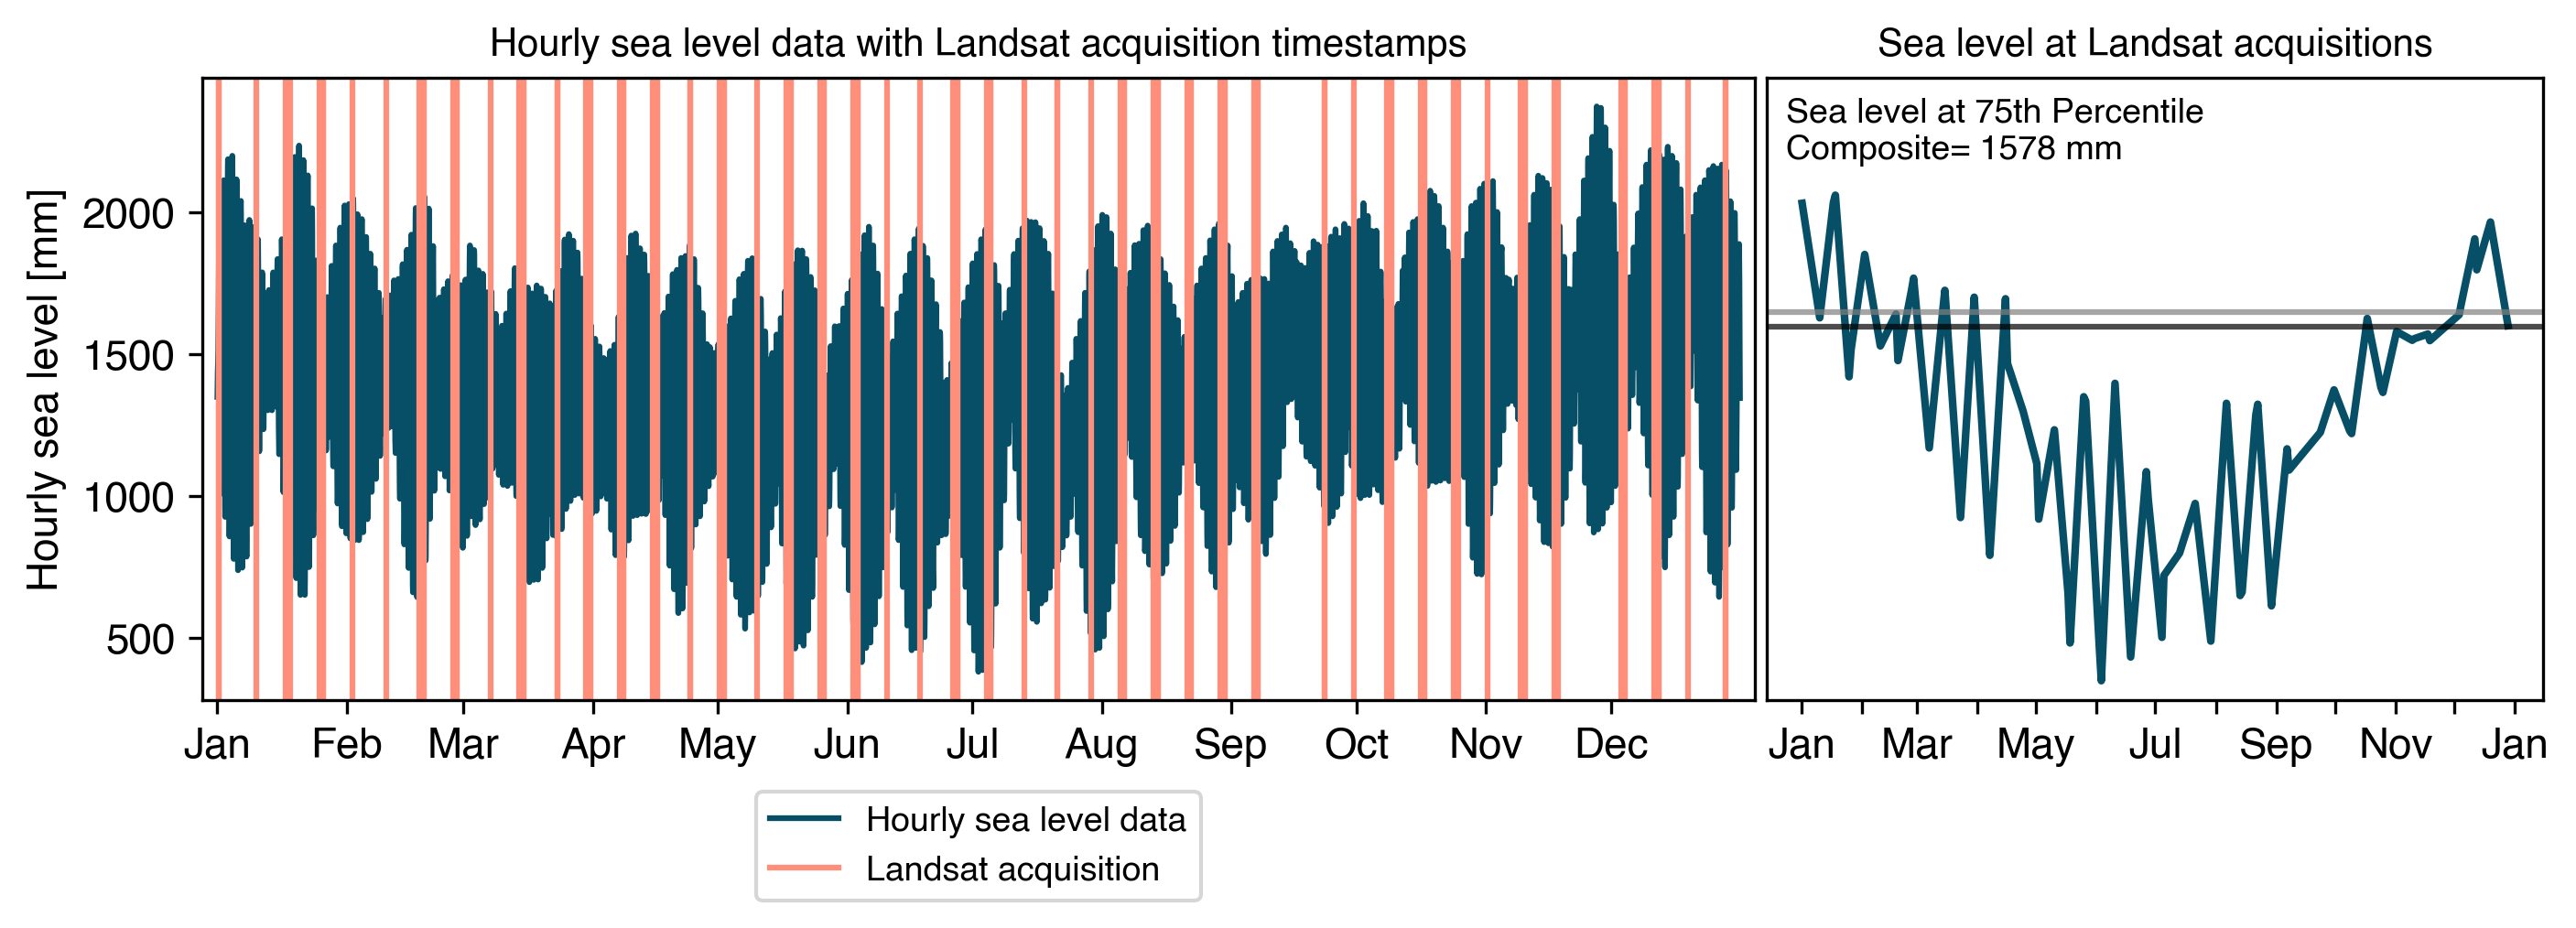 Hourly sea level data with Landsat acquisition timestamps
Sea level at Landsat acquisitions
Hourly sea level [mm]
2000
1500
1000
500
Sea level at 75th Percentile
Composite= 1578 mm
Jan Feb Mar Apr May Jun Jul Aug Sep Oct Nov Dec
Jan Mar May Jul Sep Nov Jan
Hourly sea level data
Landsat acquisition